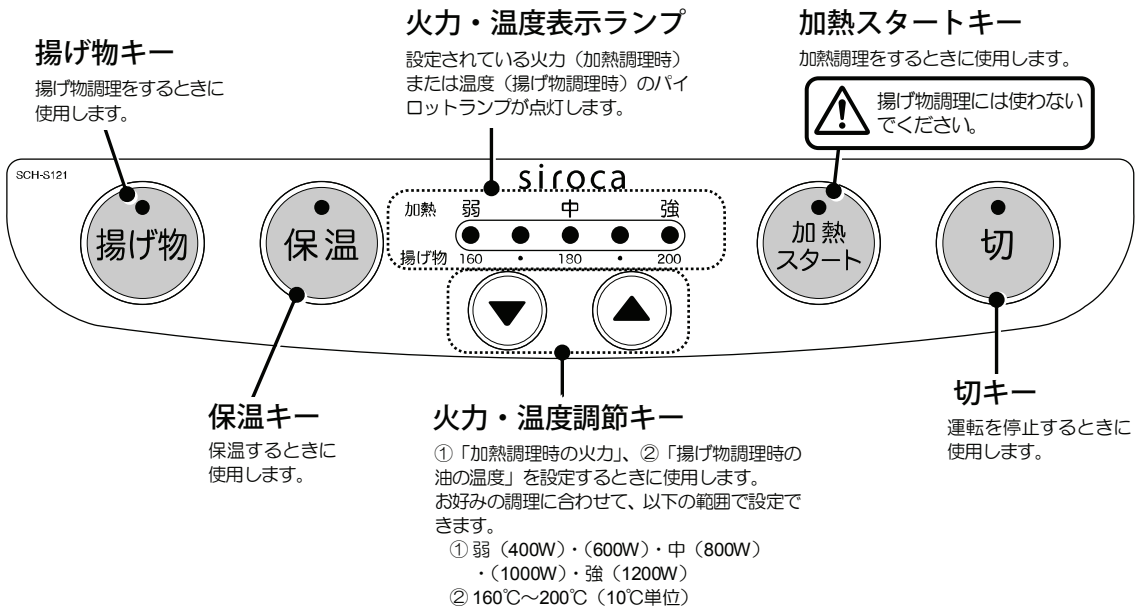 火力・温度表示ランプ
設定されている火力（加熱調理時）
または温度（揚げ物調理時）のパイ
ロットランプが点灯します。
加熱スタートキー
加熱調理をするときに使用します。
揚げ物調理には使わない
でください。
揚げ物キー
揚げ物調理をするときに
使用します。
SCH-S121
siroca
揚げ物
保温
加熱 弱 中 強
揚げ物 160 ・ 180 ・ 200
▼ ▲
加熱
スタート
切
保温キー
保温するときに
使用します。
火力・温度調節キー
①「加熱調理時の火力」、②「揚げ物調理時の
油の温度」を設定するときに使用します。
お好みの調理に合わせて、以下の範囲で設定で
きます。
① 弱（400W）・（600W）・中（800W）
・（1000W）・強（1200W）
② 160℃～200℃（10℃単位）
切キー
運転を停止するときに
使用します。